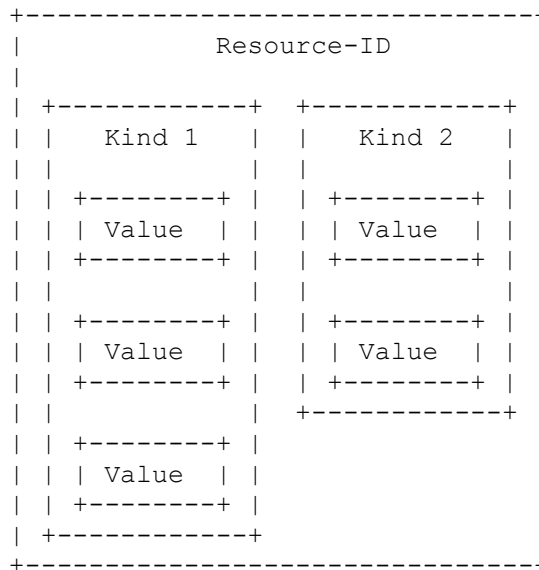 Resource-ID
Kind 1 Kind 2
Value Value
Value Value
Value